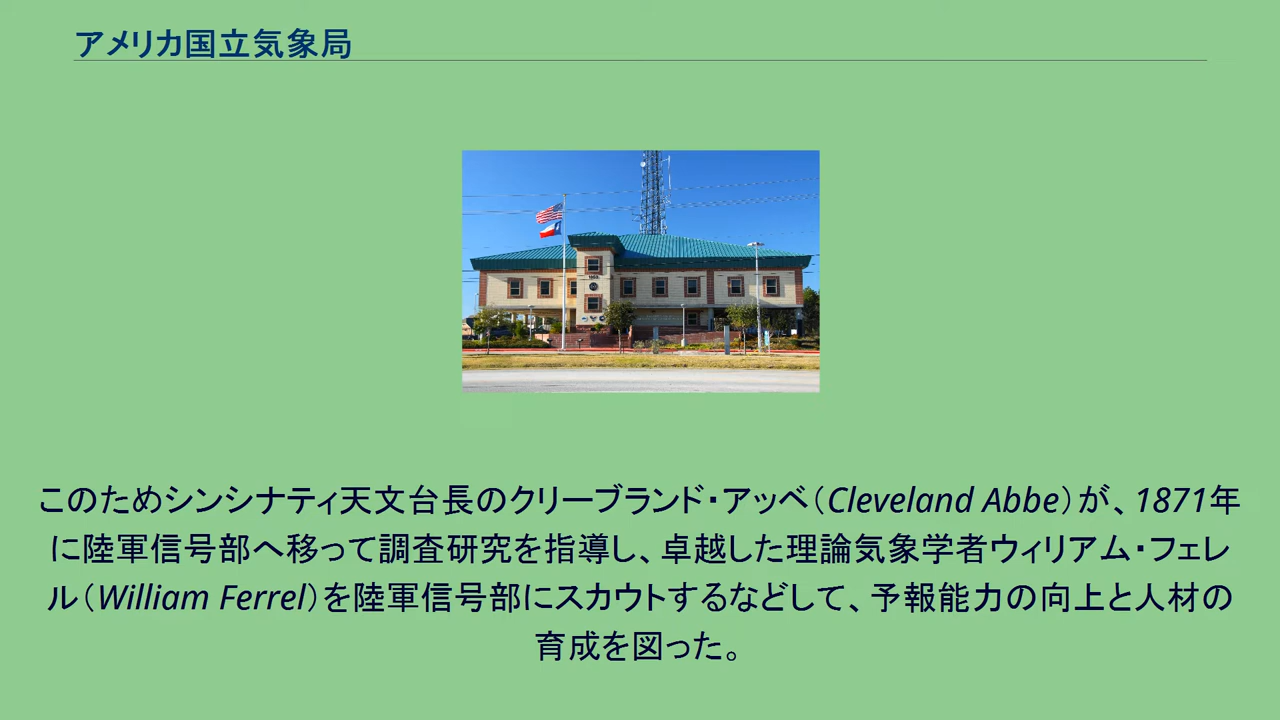 アメリカ国立気象局
このためシンシナティ天文台長のクリーブランド・アッベ（Cleveland Abbe）が、1871年
に陸軍信号部へ移って調査研究を指導し、卓越した理論気象学者ウィリアム・フェレ
ル（William Ferrel）を陸軍信号部にスカウトするなどして、予報能力の向上と人材の
育成を図った。